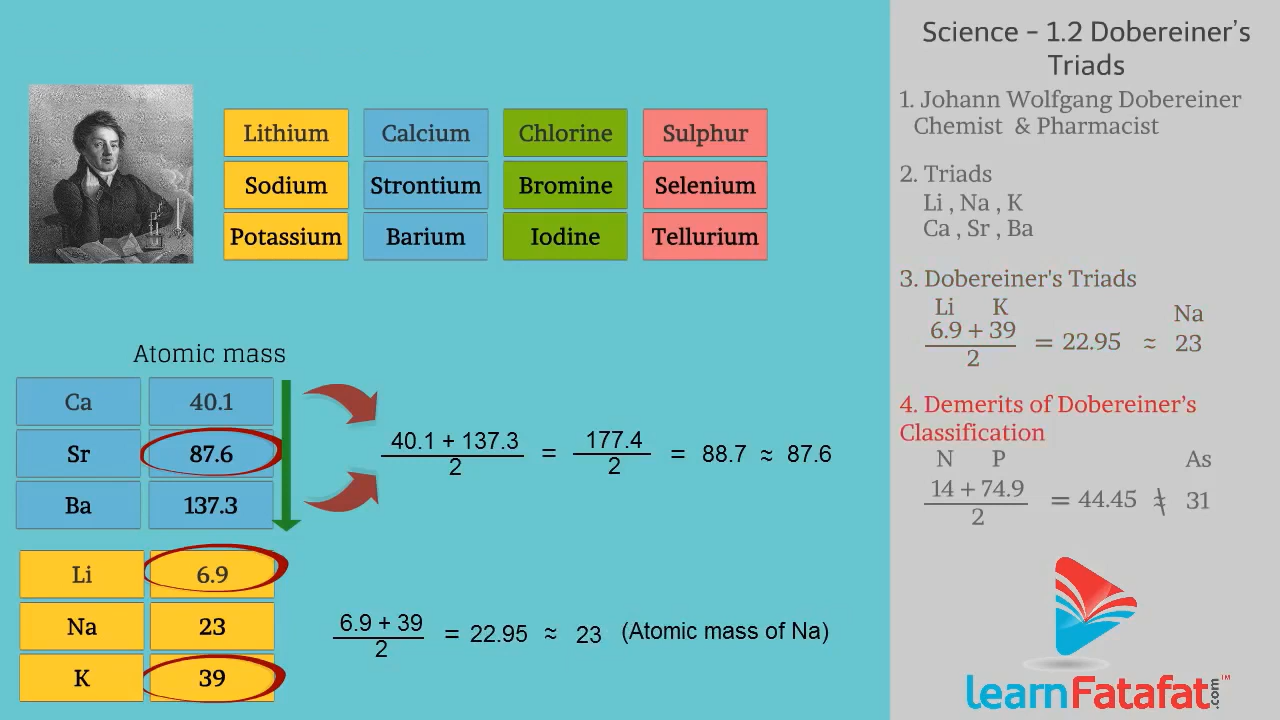 Science - 1.2 Dobereiner's
Triads
1. Johann Wolfgang Dobereiner
Chemist & Pharmacist
2. Triads
Li , Na , K
Ca , Sr , Ba
3. Dobereiner's Triads
Li K Na
6.9 + 39
2
= 22.95 ≈ 23
4. Demerits of Dobereiner's
Classification
N P As
14 + 74.9
2
= 44.45 ≠ 31
learnFatafat.com™
Lithium Calcium Chlorine Sulphur
Sodium Strontium Bromine Selenium
Potassium Barium Iodine Tellurium
Atomic mass
Ca 40.1
Sr 87.6
Ba 137.3
40.1 + 137.3
2
= 177.4
2
= 88.7 ≈ 87.6
Li 6.9
Na 23
K 39
6.9 + 39
2
= 22.95 ≈ 23 (Atomic mass of Na)